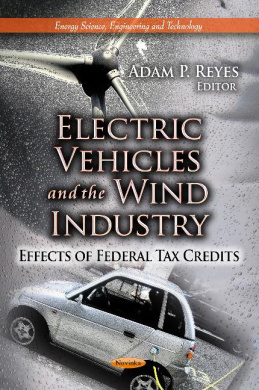 Energy Science, Engineering and Technology
ADAM P. REYES
EDITOR
ELECTRIC
VEHICLES
and the WIND
INDUSTRY
EFFECTS OF FEDERAL TAX CREDITS
Novinka